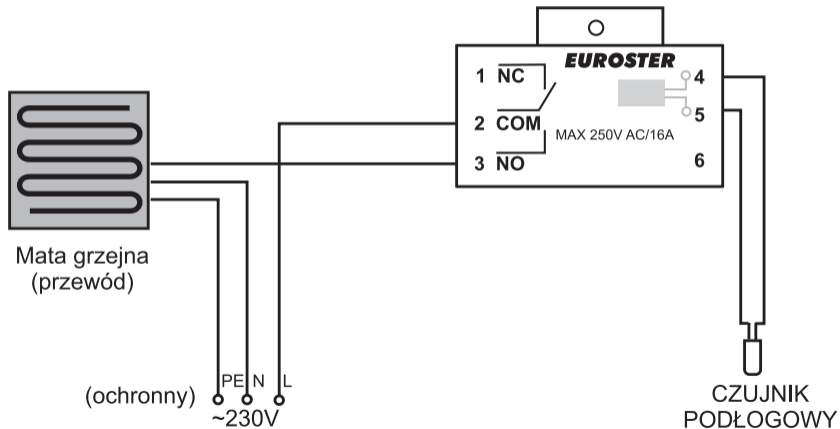 EUROSTER
1 NC
4
5
2 COM
MAX 250V AC/16A
3 NO
6
Mata grzejna
(przewód)
(ochronny)
PE N L
~230V
CZUJNIK
PODŁOGOWY